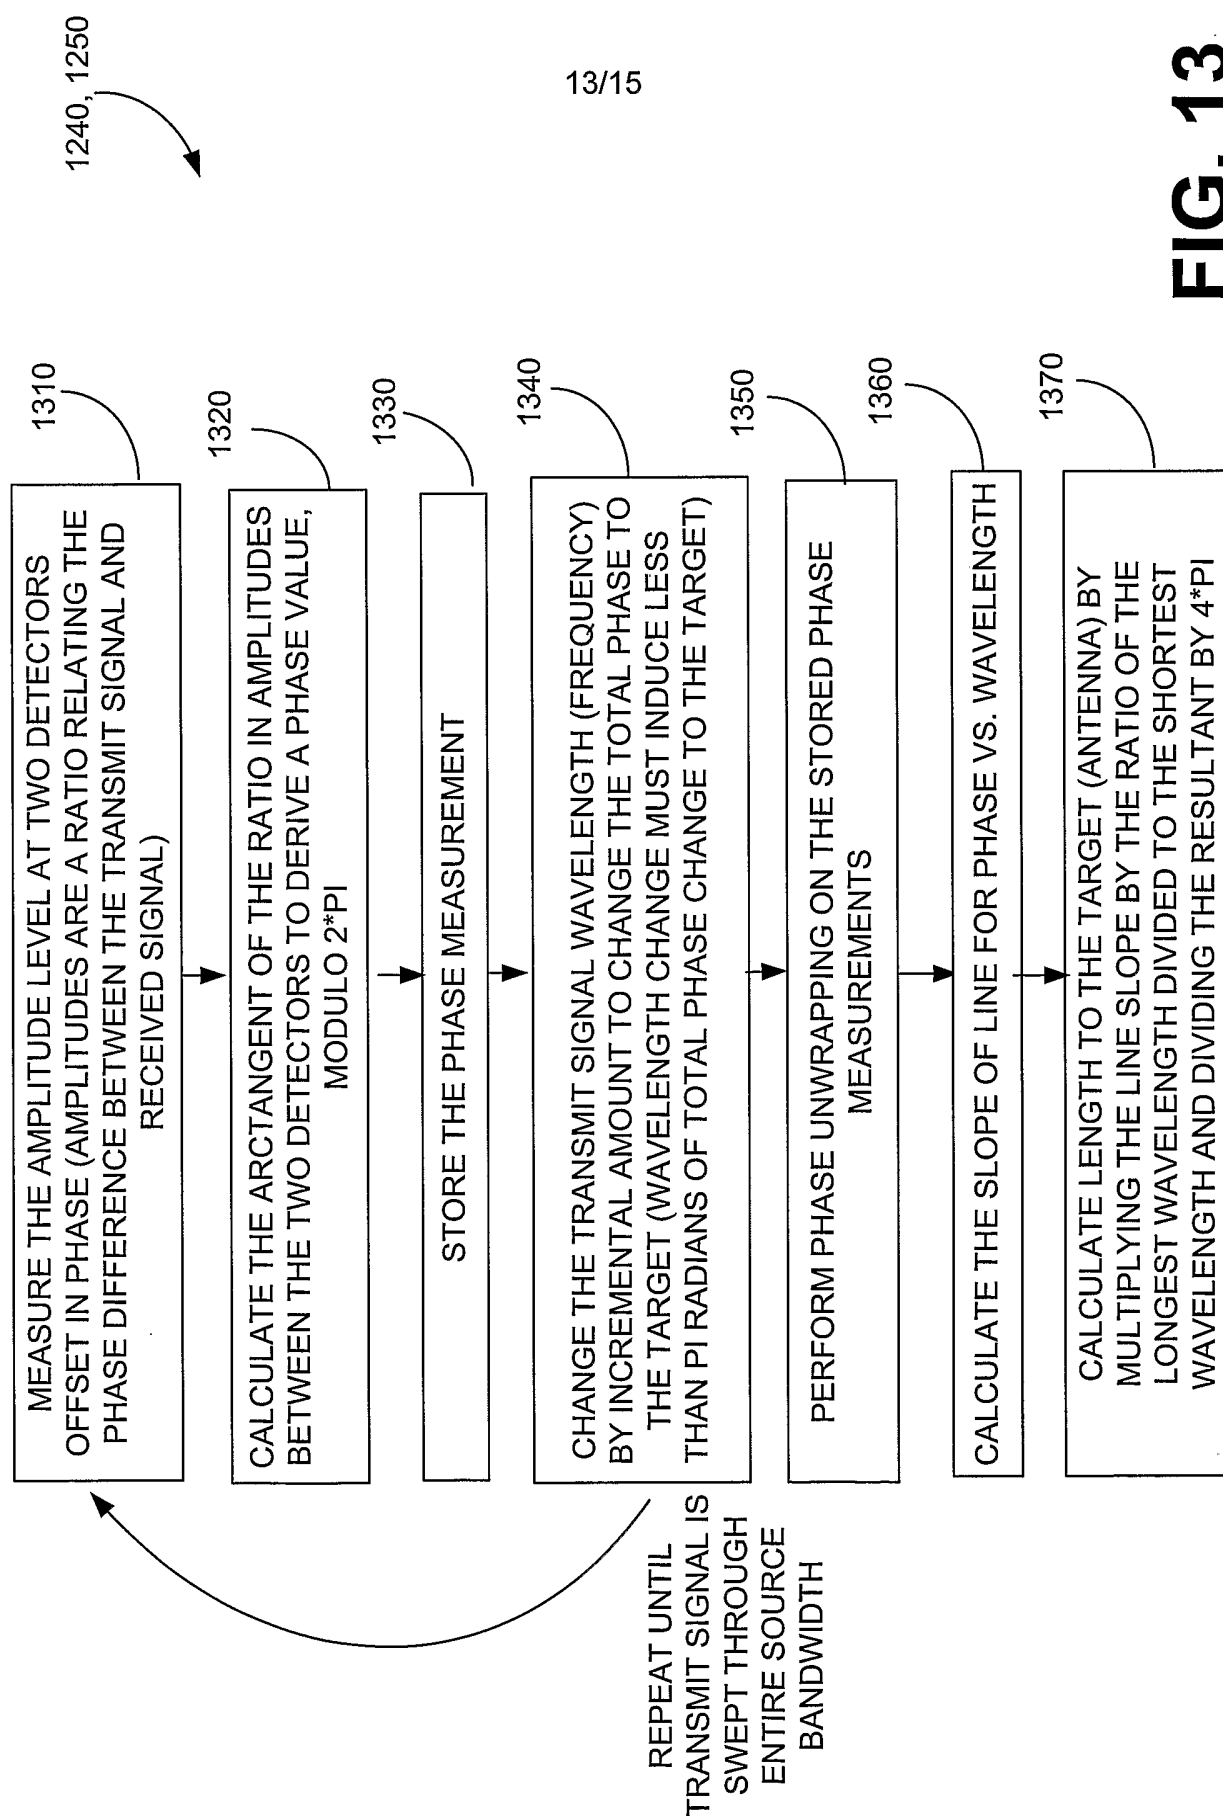 13/15
1240, 1250
1310
MEASURE THE AMPLITUDE LEVEL AT TWO DETECTORS
OFFSET IN PHASE (AMPLITUDES ARE A RATIO RELATING THE
PHASE DIFFERENCE BETWEEN THE TRANSMIT SIGNAL AND
RECEIVED SIGNAL)
1320
CALCULATE THE ARCTANGENT OF THE RATIO IN AMPLITUDES
BETWEEN THE TWO DETECTORS TO DERIVE A PHASE VALUE,
MODULO 2*PI
1330
STORE THE PHASE MEASUREMENT
1340
CHANGE THE TRANSMIT SIGNAL WAVELENGTH (FREQUENCY)
BY INCREMENTAL AMOUNT TO CHANGE THE TOTAL PHASE TO
THE TARGET (WAVELENGTH CHANGE MUST INDUCE LESS
THAN PI RADIANS OF TOTAL PHASE CHANGE TO THE TARGET)
REPEAT UNTIL
TRANSMIT SIGNAL IS
SWEPT THROUGH
ENTIRE SOURCE
BANDWIDTH
1350
PERFORM PHASE UNWRAPPING ON THE STORED PHASE
MEASUREMENTS
1360
CALCULATE THE SLOPE OF LINE FOR PHASE VS. WAVELENGTH
1370
CALCULATE LENGTH TO THE TARGET (ANTENNA) BY
MULTIPLYING THE LINE SLOPE BY THE RATIO OF THE
LONGEST WAVELENGTH DIVIDED TO THE SHORTEST
WAVELENGTH AND DIVIDING THE RESULTANT BY 4*PI
FIG. 13